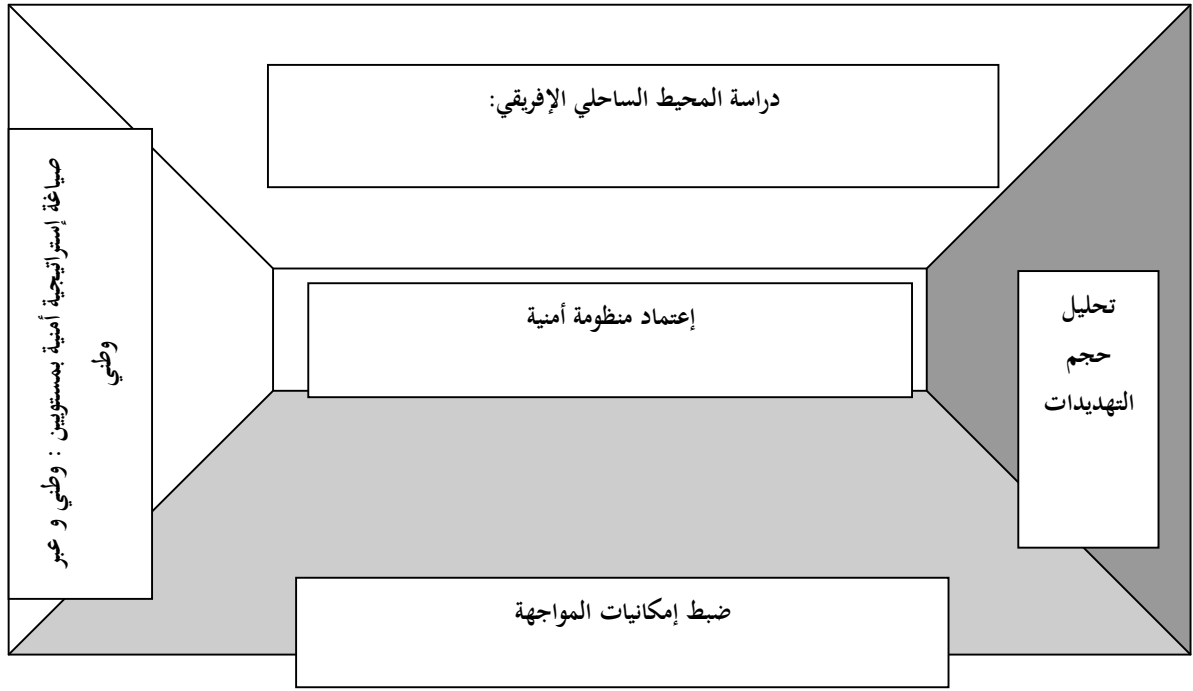 دراسة المحيط الساحلي الإفريقي:
تحليل
حجم
التهديدات
إعتماد منظومة أمنية
صياغة إستراتيجية أمنية بمستويين : وطني و عبر
وطني
ضبط إمكانيات المواجهة